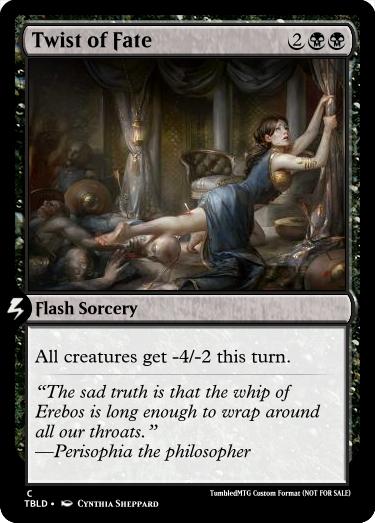 Twist of Fate 2
Flash Sorcery
All creatures get -4/-2 this turn.
“The sad truth is that the whip of
Erebos is long enough to wrap around
all our throats.”
—Perisophia the philosopher
C
TBLD • Cynthia Sheppard
TumbledMTG Custom Format (NOT FOR SALE)